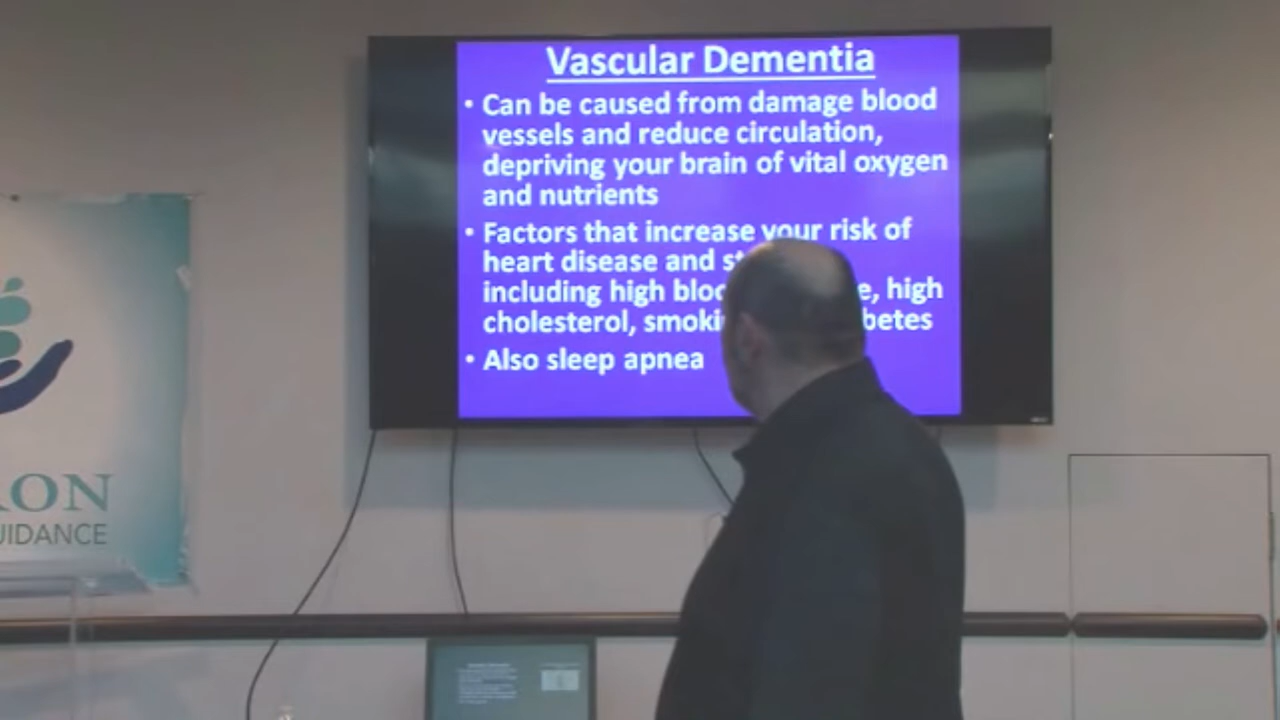 Vascular Dementia
• Can be caused from damage blood
vessels and reduce circulation,
depriving your brain of vital oxygen
and nutrients
• Factors that increase your risk of
heart disease and
including high high
cholesterol,
• Also sleep apnea
ON
UIDANCE